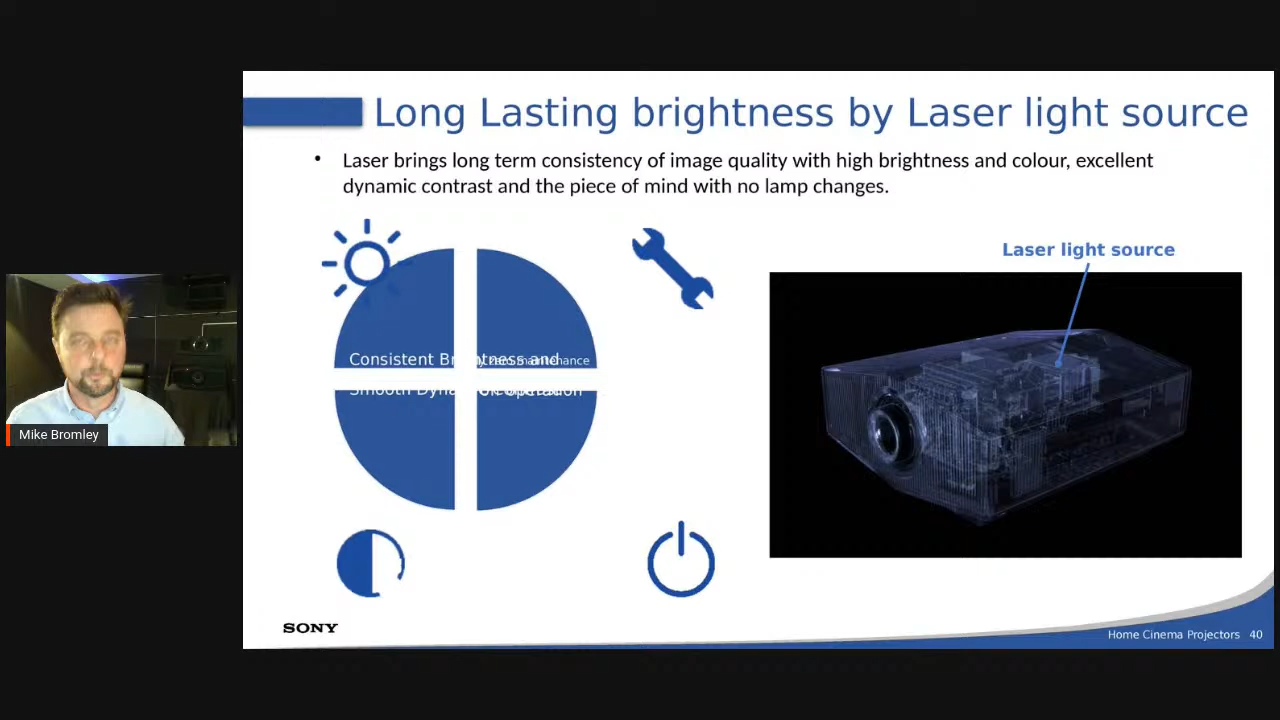 Long Lasting brightness by Laser light source
• Laser brings long term consistency of image quality with high brightness and colour, excellent
dynamic contrast and the piece of mind with no lamp changes.
Laser light source
Consistent Brightness and
zero maintenance
Smooth
operation
Mike Bromley
SONY
Home Cinema Projectors 40